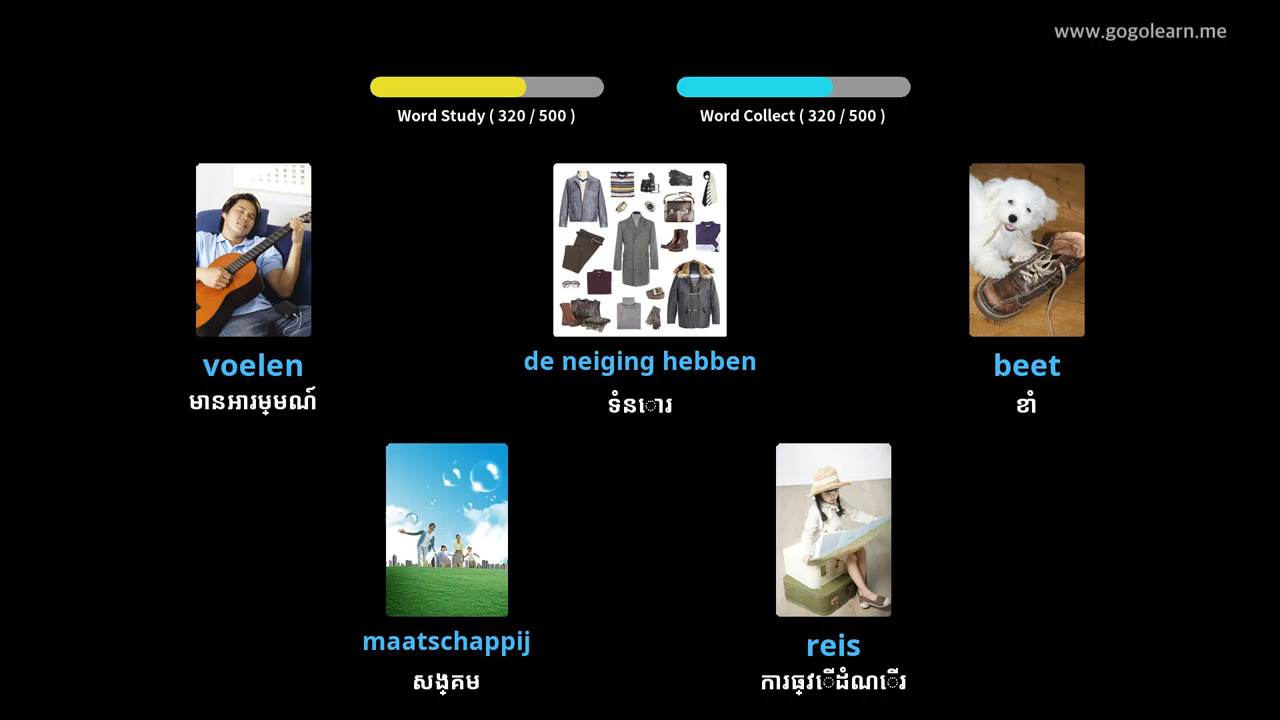 www.gogolearn.me
Word Study ( 320 / 500 )
Word Collect ( 320 / 500 )
voelen
មានអារម្មណ៍
de neiging hebben
ទំនោរ
beet
ខាំ
maatschappij
សង្គម
reis
ការធ្វើដំណើរ